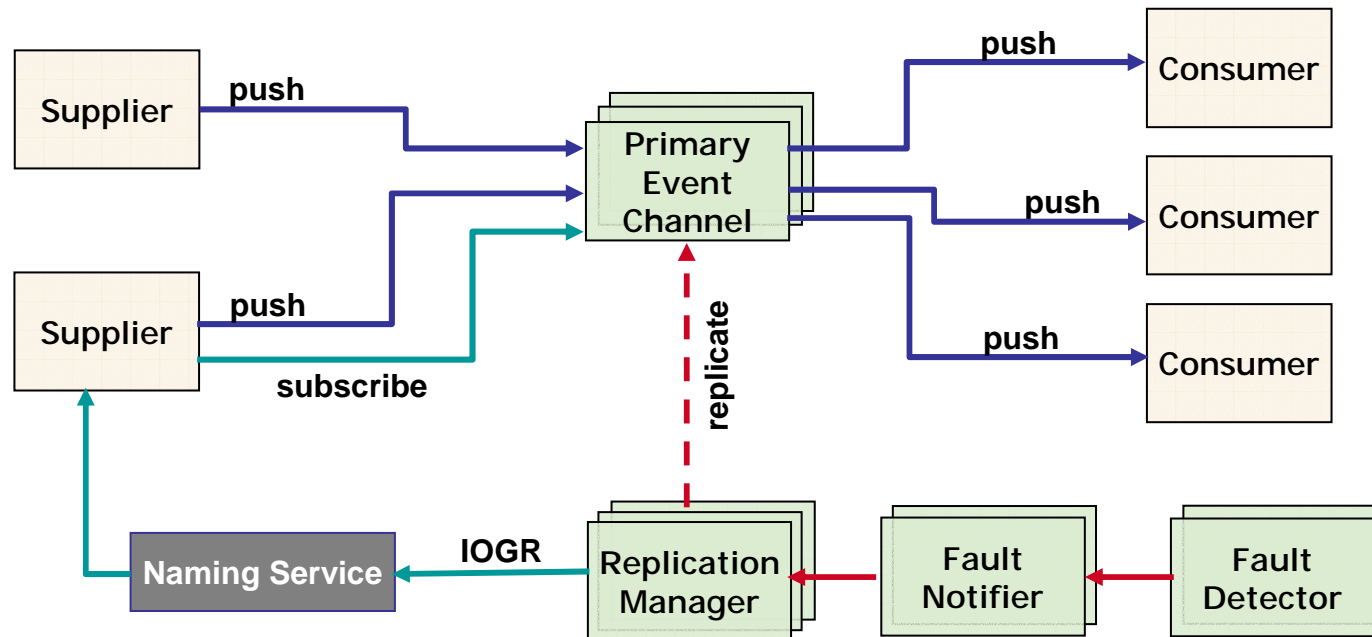 push
Consumer
push
Supplier
Primary
Event
Channel
push
Consumer
push
Supplier
subscribe
replicate
push
Consumer
Naming Service
IOGR
Replication
Manager
Fault
Notifier
Fault
Detector